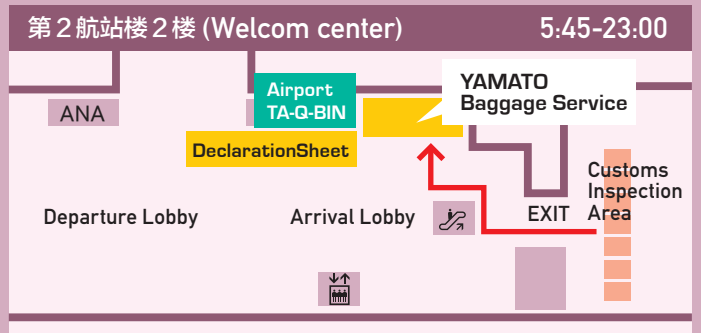 第２航站楼２楼 (Welcom center) 5:45-23:00
YAMATO
Baggage Service
Airport
TA-Q-BIN
ANA
DeclarationSheet
Customs
Inspection
Area
Departure Lobby
Arrival Lobby
EXIT